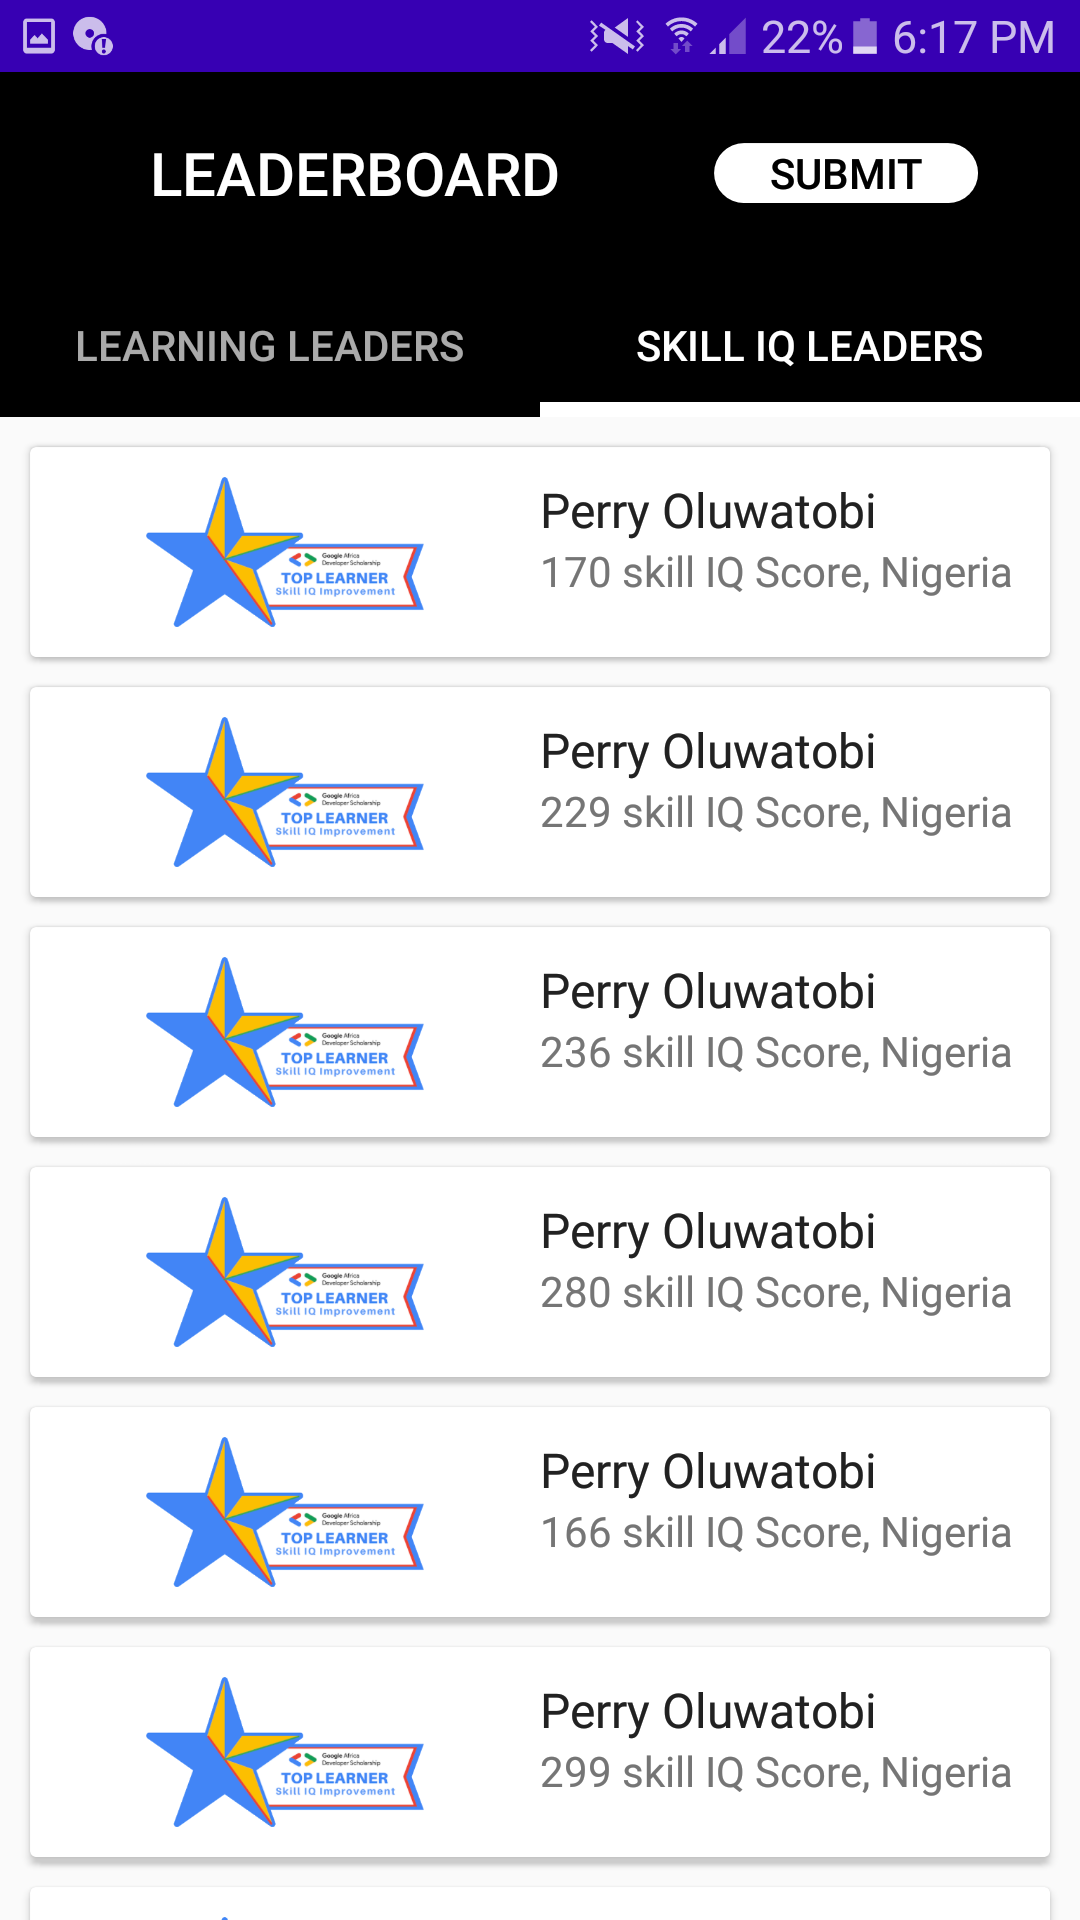 22% 6:17 PM
LEADERBOARD SUBMIT
LEARNING LEADERS SKILL IQ LEADERS
Perry Oluwatobi
170 skill IQ Score, Nigeria
Google Africa
Developer Scholarship
TOP LEARNER
Skill IQ Improvement
Perry Oluwatobi
229 skill IQ Score, Nigeria
Google Africa
Developer Scholarship
TOP LEARNER
Skill IQ Improvement
Perry Oluwatobi
236 skill IQ Score, Nigeria
Google Africa
Developer Scholarship
TOP LEARNER
Skill IQ Improvement
Perry Oluwatobi
280 skill IQ Score, Nigeria
Google Africa
Developer Scholarship
TOP LEARNER
Skill IQ Improvement
Perry Oluwatobi
166 skill IQ Score, Nigeria
Google Africa
Developer Scholarship
TOP LEARNER
Skill IQ Improvement
Perry Oluwatobi
299 skill IQ Score, Nigeria
Google Africa
Developer Scholarship
TOP LEARNER
Skill IQ Improvement